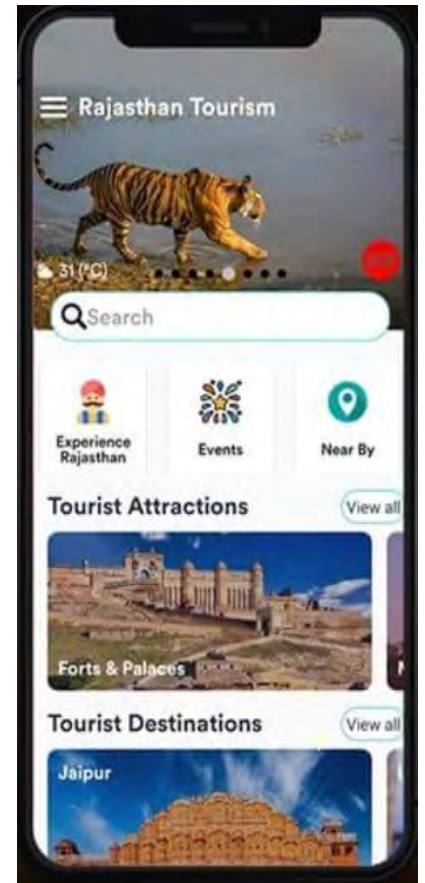 Rajasthan Tourism
31 (°C)
Search
Experience
Rajasthan
Events
Near By
Tourist Attractions
View all
Forts & Palaces
Tourist Destinations
View all
Jaipur